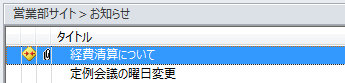 営業部サイト > お知らせ
タイトル
経費清算について
定例会議の曜日変更